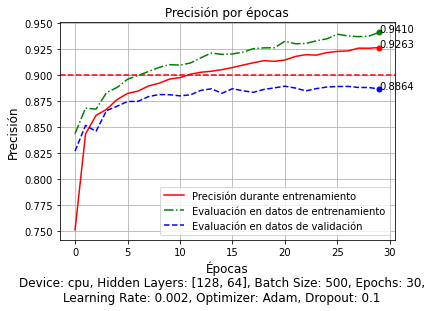 Precisión por épocas
0.950
0.925
0.900
0.875
0.850
0.825
0.800
0.775
0.750
Precisión
0.9410
0.9263
0.8864
Precisión durante entrenamiento
Evaluación en datos de entrenamiento
Evaluación en datos de validación
0 5 10 15 20 25 30
Épocas
Device: cpu, Hidden Layers: [128, 64], Batch Size: 500, Epochs: 30,
Learning Rate: 0.002, Optimizer: Adam, Dropout: 0.1